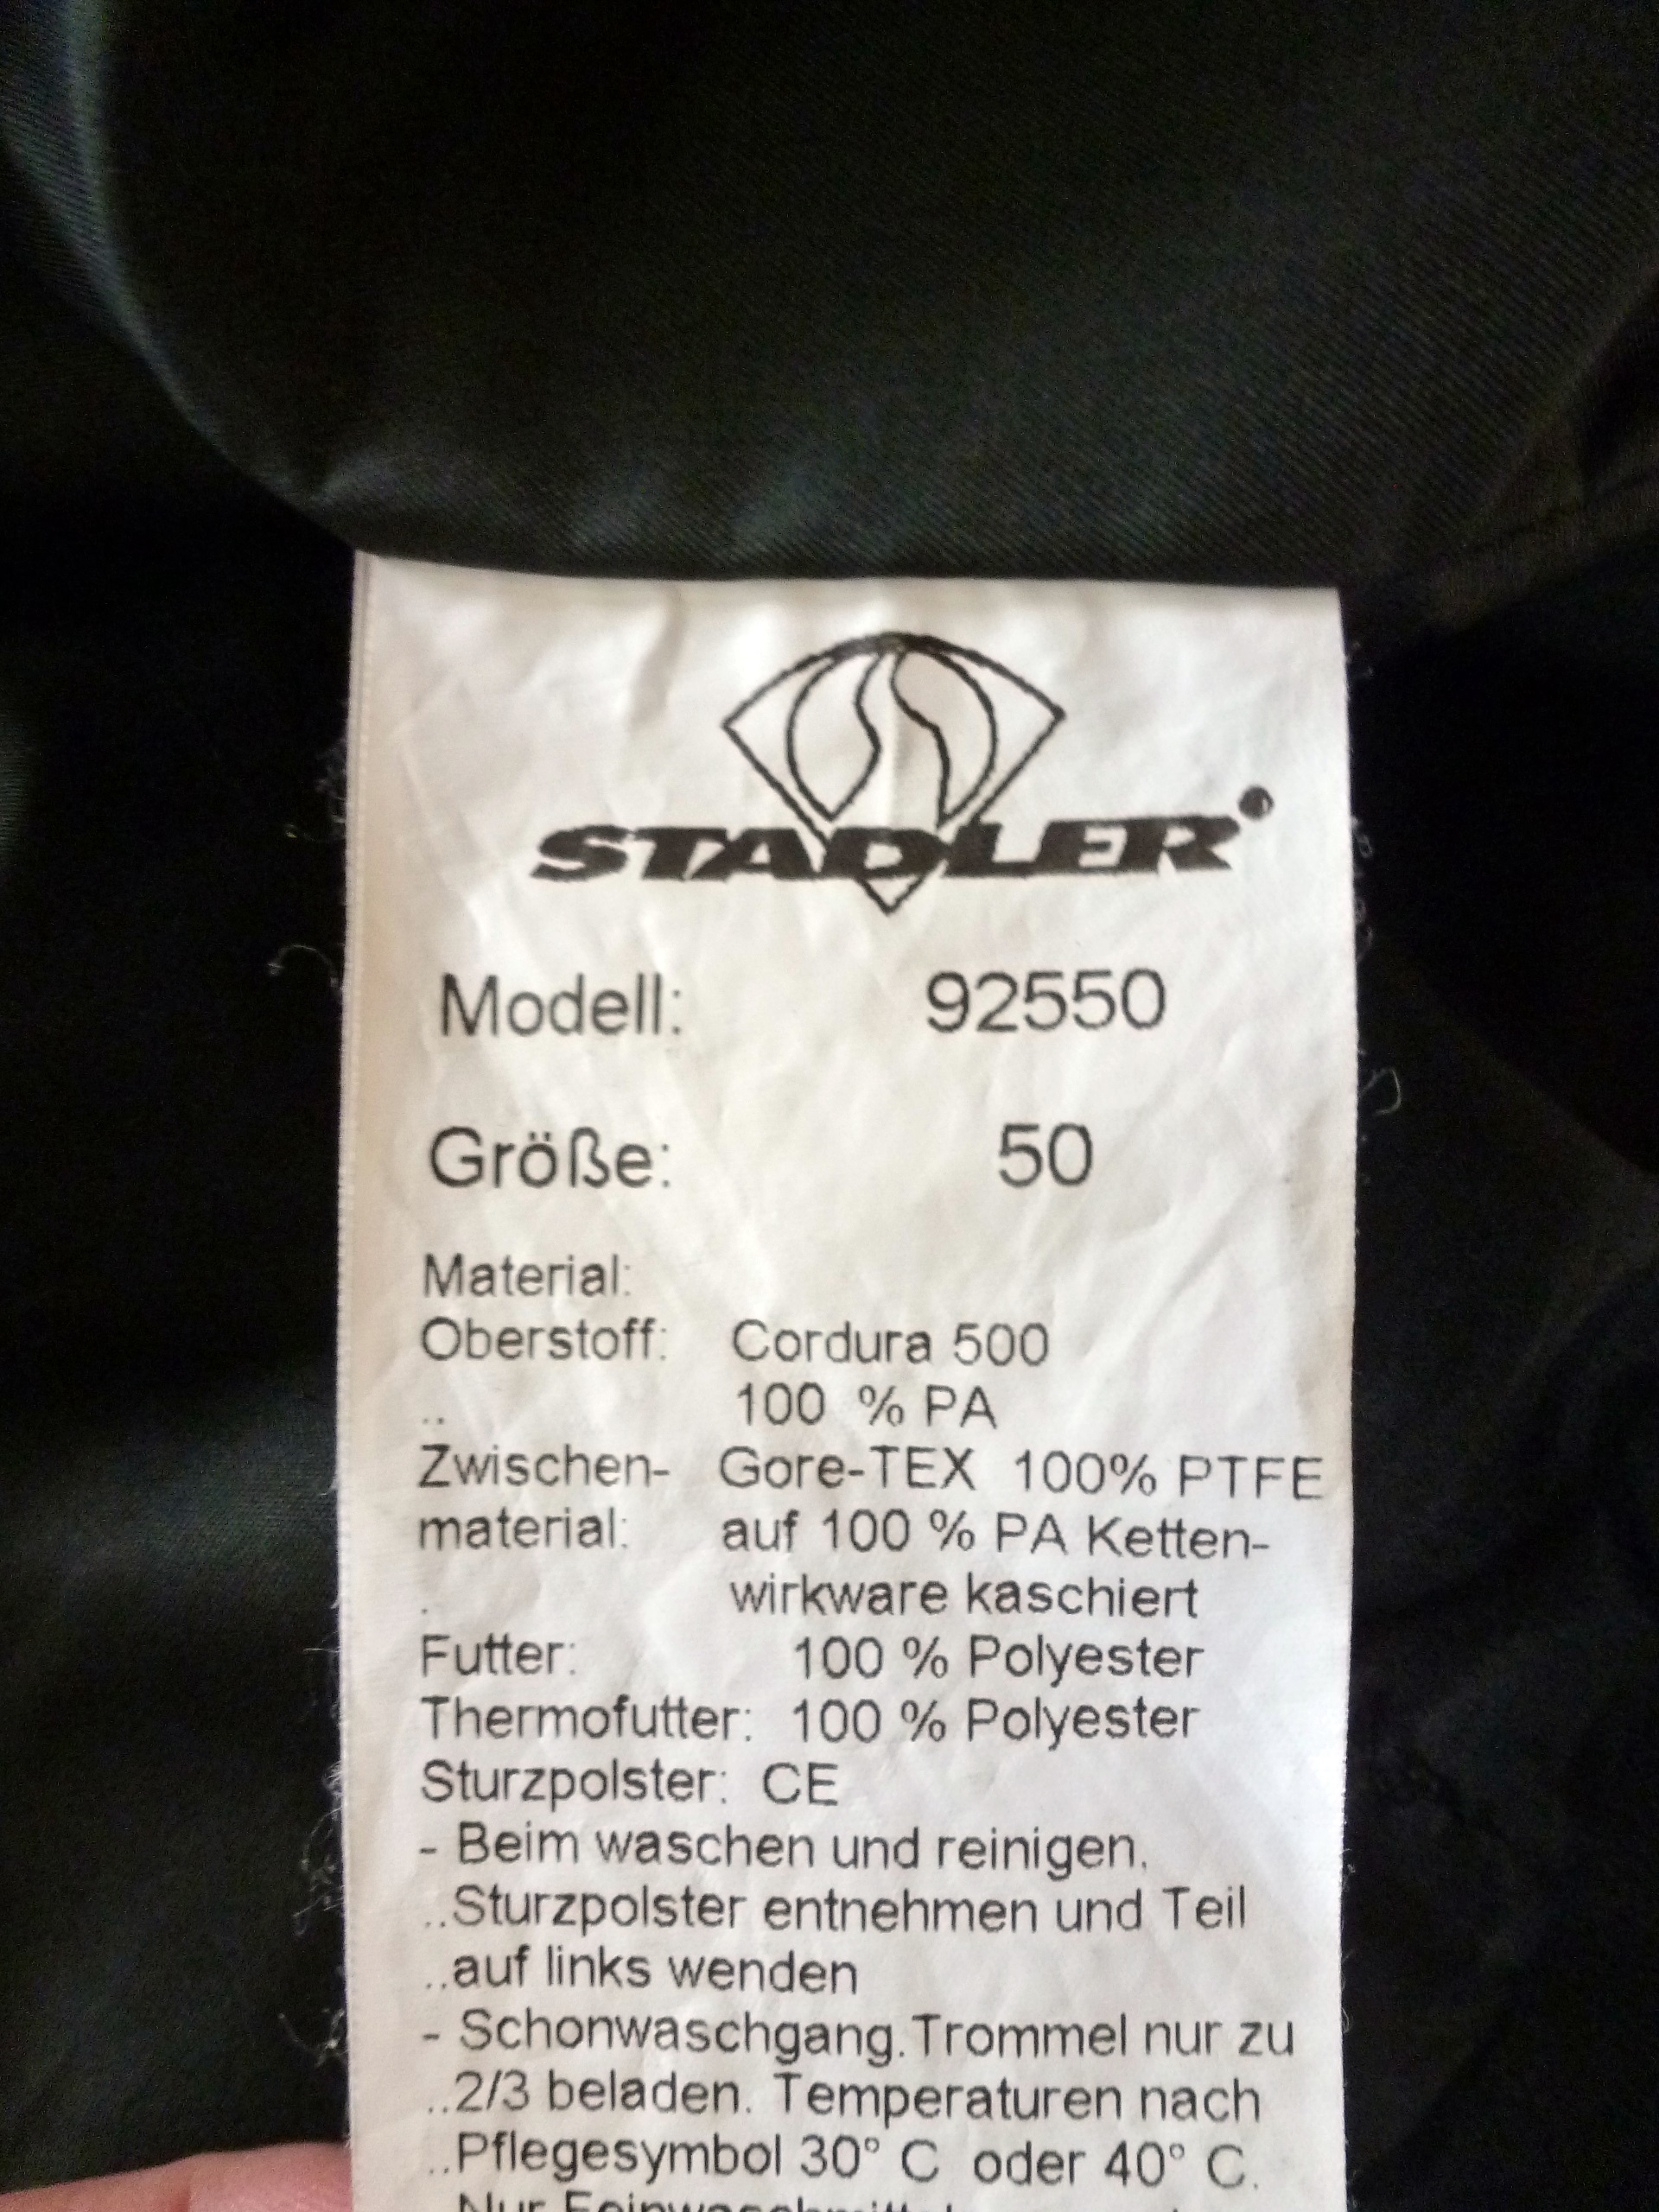 STADLER
Modell: 92550
Größe: 50
Material:
Oberstoff: Cordura 500
.. 100 % PA
Zwischen- Gore-TEX 100% PTFE
material: auf 100 % PA Ketten-
. wirkware kaschiert
Futter: 100 % Polyester
Thermofutter: 100 % Polyester
Sturzpolster: CE
- Beim waschen und reinigen.
..Sturzpolster entnehmen und Teil
..auf links wenden
- Schonwaschgang.Trommel nur zu
..2/3 beladen. Temperaturen nach
..Pflegesymbol 30° C oder 40° C.
Nur Feinwaschmittel